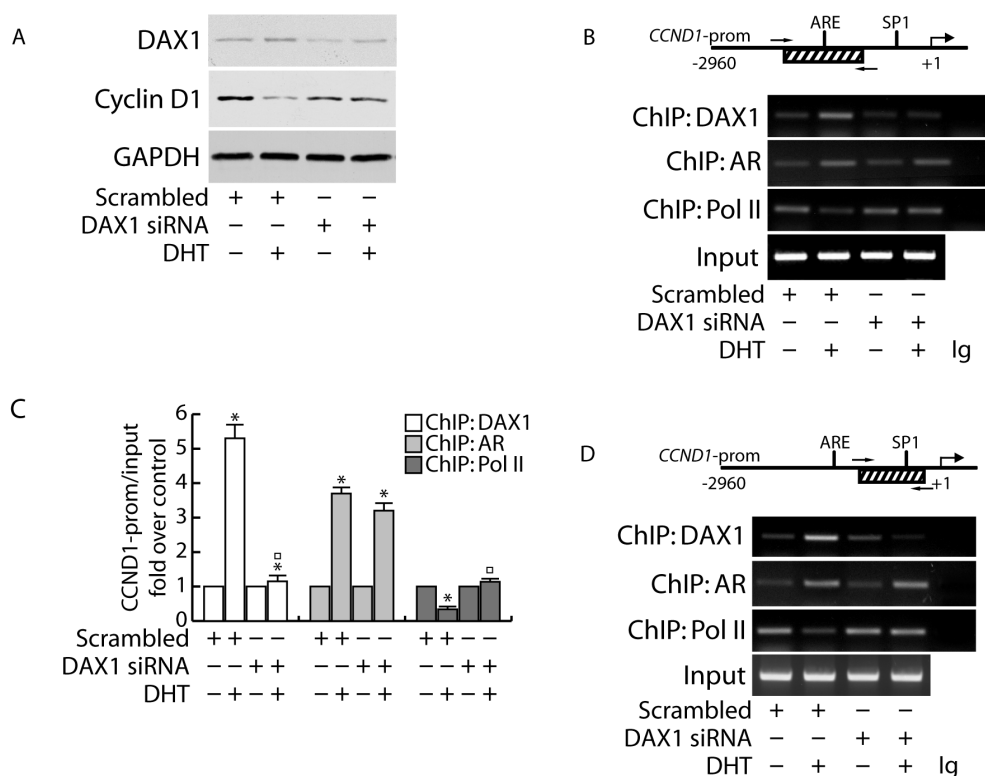 A
DAX1
Cyclin D1
GAPDH
Scrambled + + – –
DAX1 siRNA – – + +
DHT – + – +
B
ARE SP1
CCND1-prom
-2960 +1
ChIP: DAX1
ChIP: AR
ChIP: Pol II
Input
Scrambled + + – –
DAX1 siRNA – – + +
DHT – + – + Ig
C
CCND1-prom/input
fold over control
6
5
4
3
2
1
0
ChIP: DAX1
ChIP: AR
ChIP: Pol II
* * * * * 
Scrambled + + – – + + – – + + – –
DAX1 siRNA – – + + – – + + – – + +
DHT – + – + – + – + – + – +
D
ARE SP1
CCND1-prom
-2960 +1
ChIP: DAX1
ChIP: AR
ChIP: Pol II
Input
Scrambled + + – –
DAX1 siRNA – – + +
DHT – + – + Ig